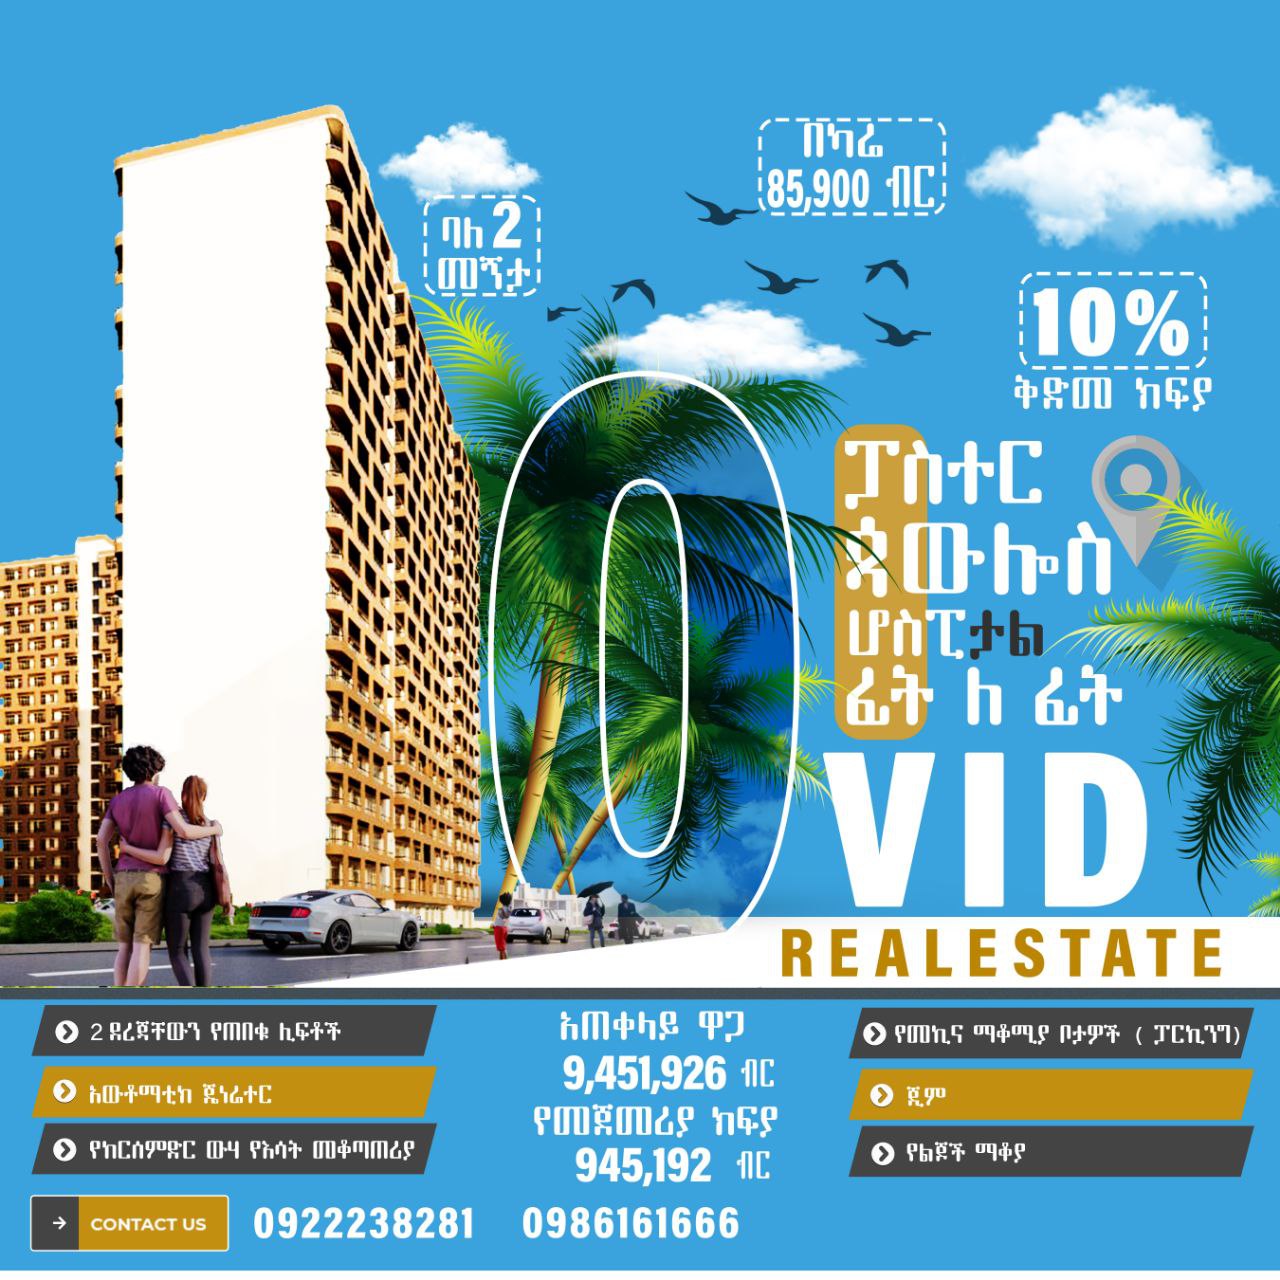 በካሬ
85,900 ብር
ባለ 2
መኝታ
10%
ቅድመ ክፍያ
ፓስተር
ጳውሎስ
ሆስፒታል
ፊት ለ ፊት
OVID
REALESTATE
2 ደረጃቸውን የጠበቁ ሊፍቶች
አውቶማቲክ ጄነሬተር
የከርሰምድር ውሃ የእሳት መቆጣጠሪያ
አጠቀላይ ዋጋ
9,451,926 ብር
የመጀመሪያ ክፍያ
945,192 ብር
የመኪና ማቆሚያ ቦታዎች ( ፓርኪንግ)
ጂም
የልጆች ማቆያ
CONTACT US
0922238281 0986161666